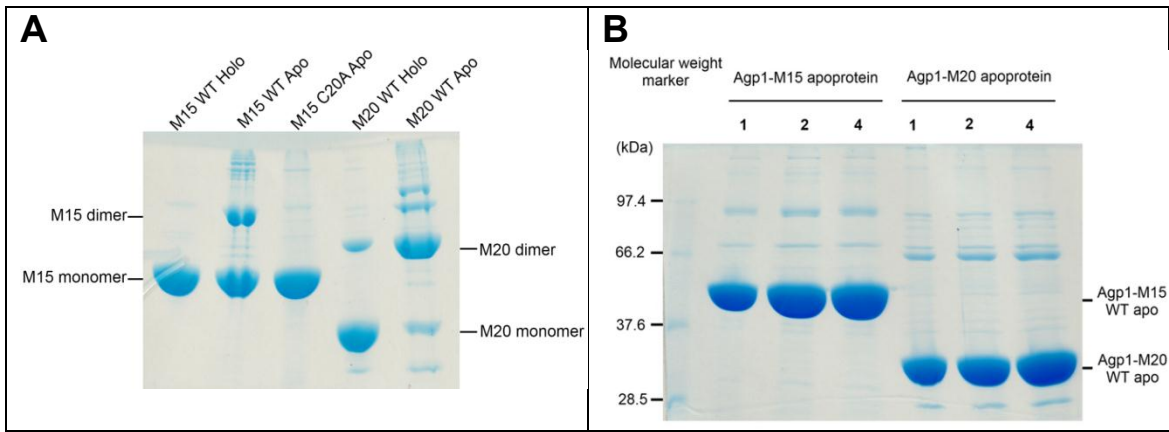 A
M15 WT Holo
M15 WT Apo
M15 C20A Apo
M20 WT Holo
M20 WT Apo
M15 dimer
M15 monomer
M20 dimer
M20 monomer
B
Molecular weight
marker
Agp1-M15 apoprotein
Agp1-M20 apoprotein
1 2 4 1 2 4
(kDa)
97.4
66.2
37.6
28.5
Agp1-M15
WT apo
Agp1-M20
WT apo